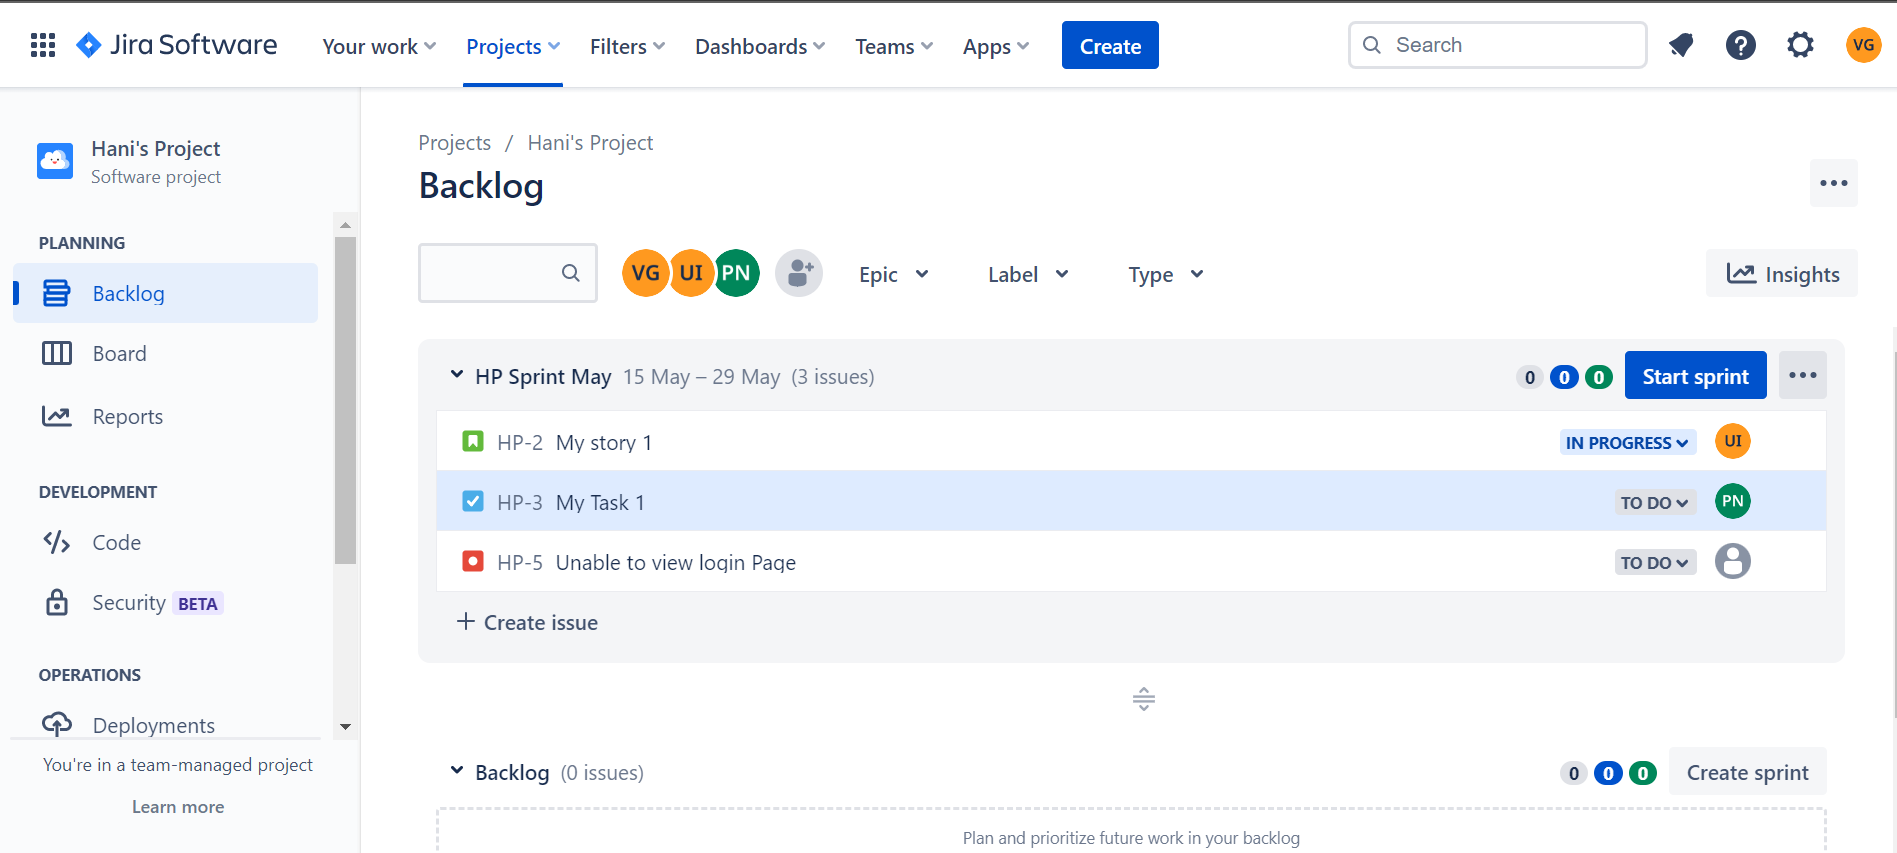 Jira Software Your work Projects Filters Dashboards Teams Apps Create Search VG
Hani's Project
Software project
PLANNING
Backlog
Board
Reports
DEVELOPMENT
Code
Security BETA
OPERATIONS
Deployments
You're in a team-managed project
Learn more
Projects / Hani's Project
Backlog
VG UI PN Epic Label Type Insights
HP Sprint May 15 May – 29 May (3 issues) 0 0 0 Start sprint
HP-2 My story 1 IN PROGRESS UI
HP-3 My Task 1 TO DO PN
HP-5 Unable to view login Page TO DO
+ Create issue
Backlog (0 issues) 0 0 0 Create sprint
Plan and prioritize future work in your backlog